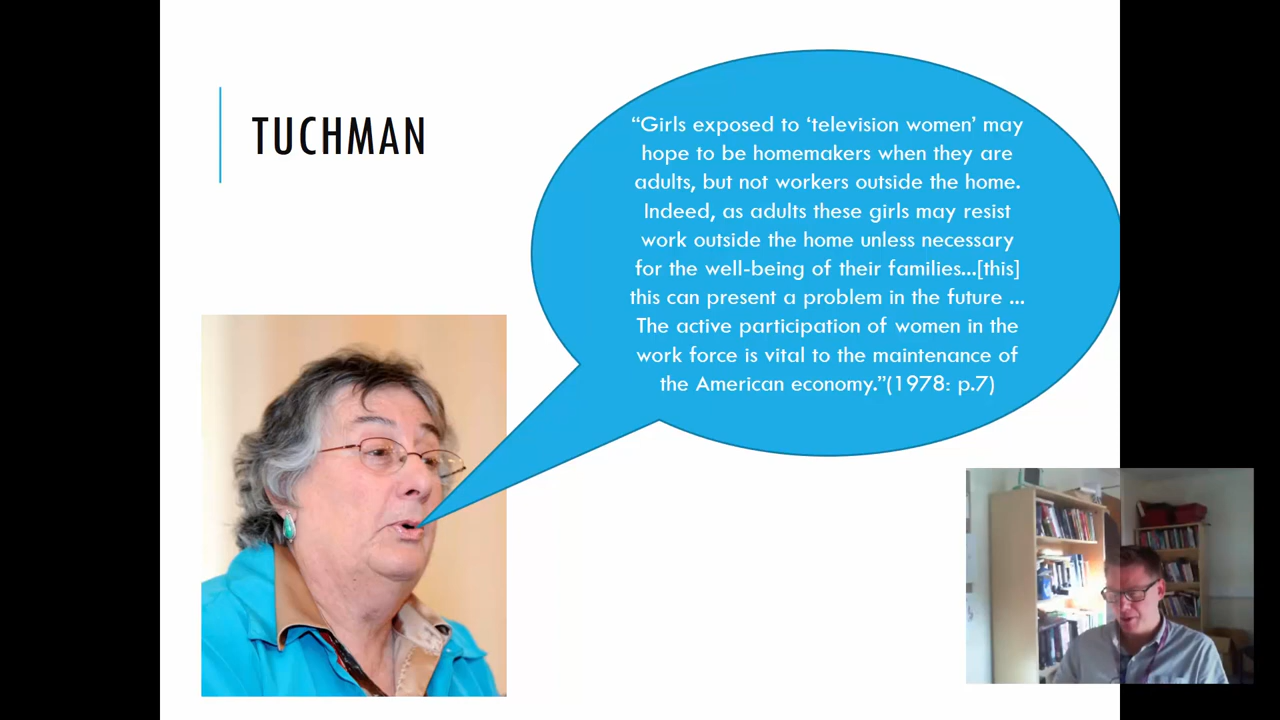 TUCHMAN
“Girls exposed to ‘television women’ may
hope to be homemakers when they are
adults, but not workers outside the home.
Indeed, as adults these girls may resist
work outside the home unless necessary
for the well-being of their families...[this]
this can present a problem in the future ...
The active participation of women in the
work force is vital to the maintenance of
the American economy.”(1978: p.7)